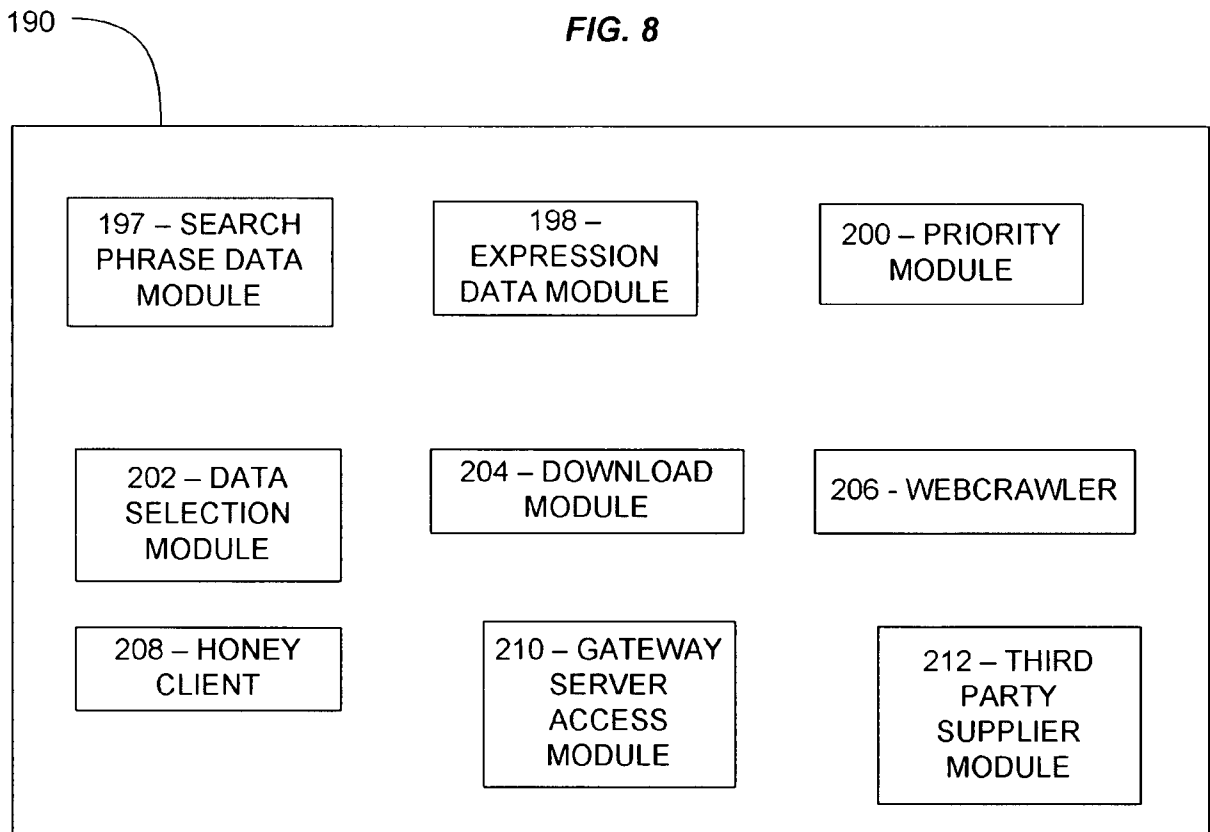 190
FIG. 8
197 – SEARCH
PHRASE DATA
MODULE
198 –
EXPRESSION
DATA MODULE
200 – PRIORITY
MODULE
202 – DATA
SELECTION
MODULE
204 – DOWNLOAD
MODULE
206 - WEBCRAWLER
208 – HONEY
CLIENT
210 – GATEWAY
SERVER
ACCESS
MODULE
212 – THIRD
PARTY
SUPPLIER
MODULE